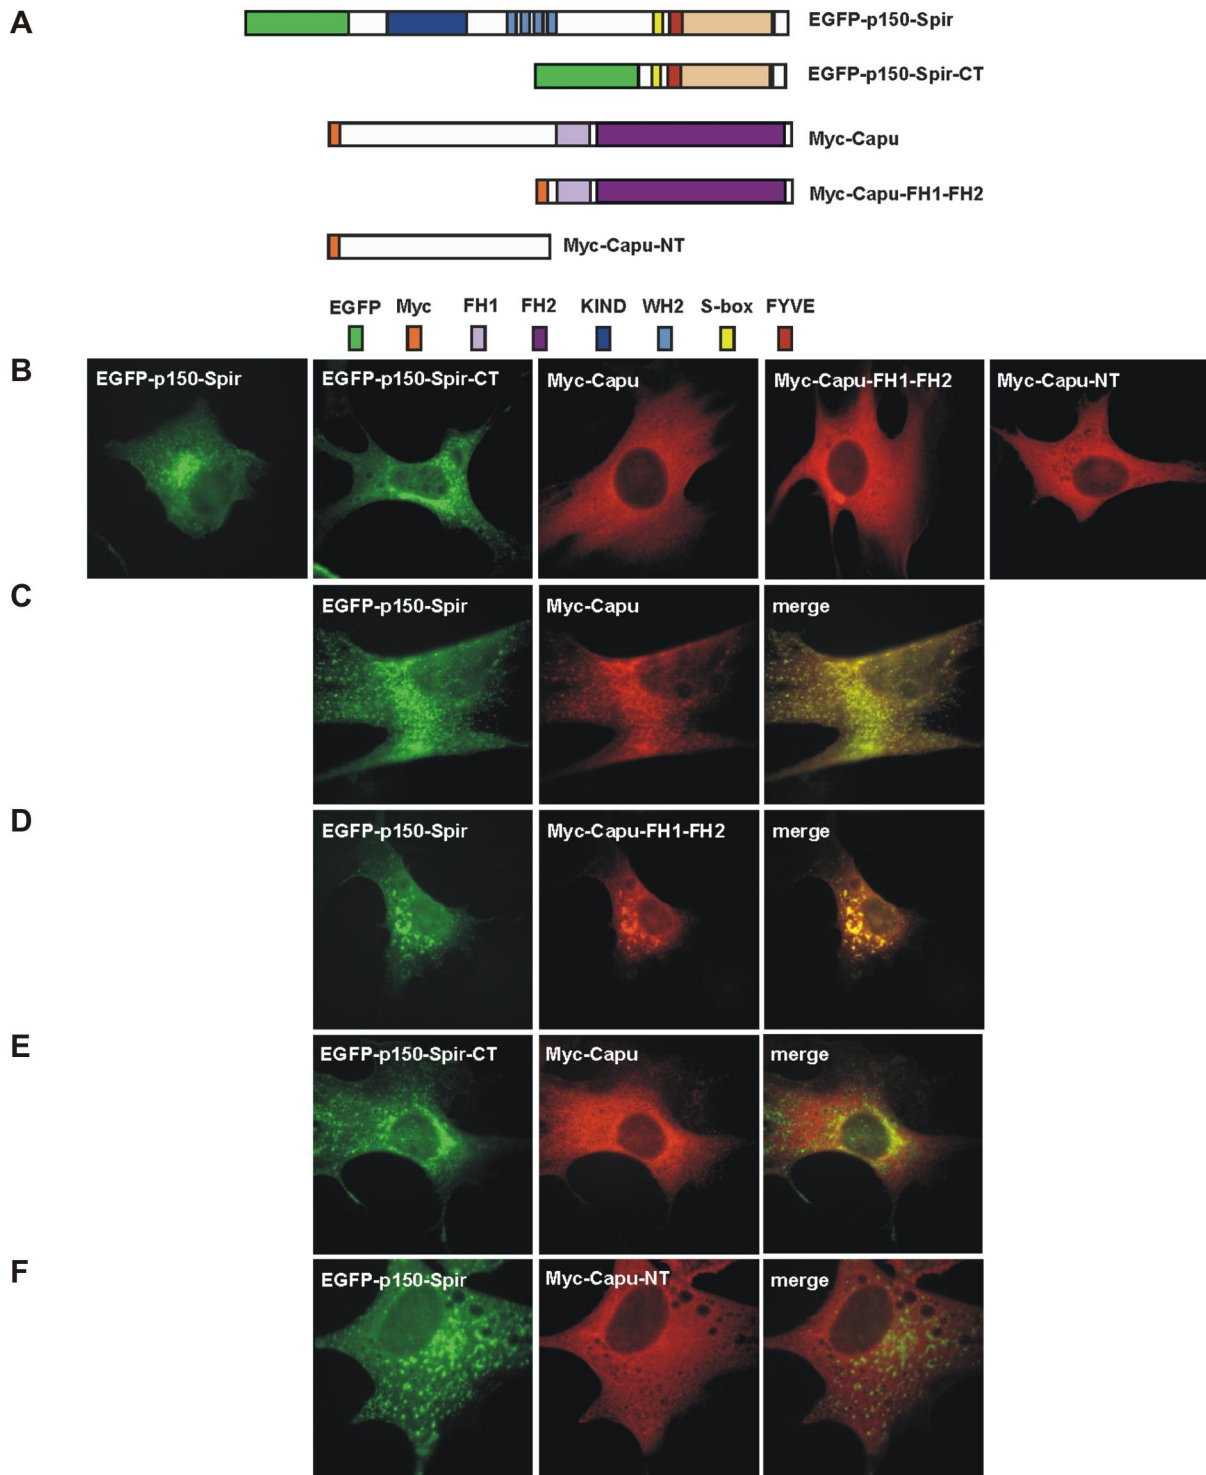 A
EGFP-p150-Spir
EGFP-p150-Spir-CT
Myc-Capu
Myc-Capu-FH1-FH2
Myc-Capu-NT
EGFP Myc FH1 FH2 KIND WH2 S-box FYVE
B
EGFP-p150-Spir EGFP-p150-Spir-CT Myc-Capu Myc-Capu-FH1-FH2 Myc-Capu-NT
C
EGFP-p150-Spir Myc-Capu merge
D
EGFP-p150-Spir Myc-Capu-FH1-FH2 merge
E
EGFP-p150-Spir-CT Myc-Capu merge
F
EGFP-p150-Spir Myc-Capu-NT merge